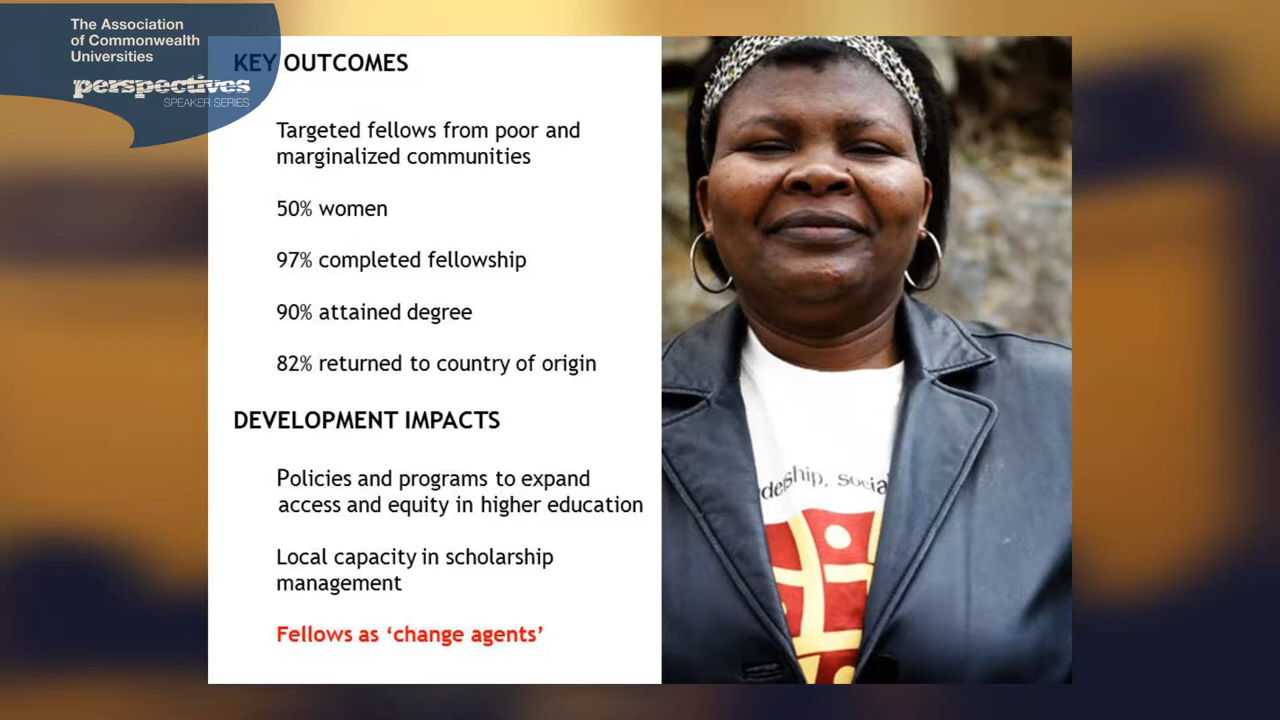 The Association
of Commonwealth
Universities
perspectives
SPEAKER SERIES
KEY OUTCOMES
Targeted fellows from poor and
marginalized communities
50% women
97% completed fellowship
90% attained degree
82% returned to country of origin
DEVELOPMENT IMPACTS
Policies and programs to expand
access and equity in higher education
Local capacity in scholarship
management
Fellows as ‘change agents’
social